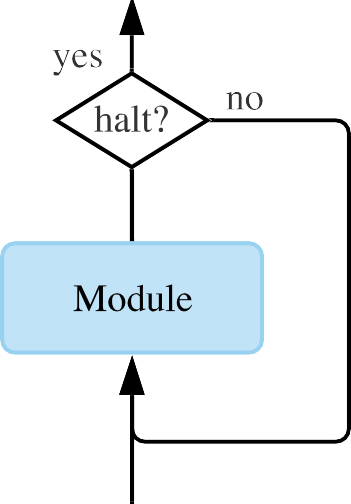 yes
no
halt?
Module